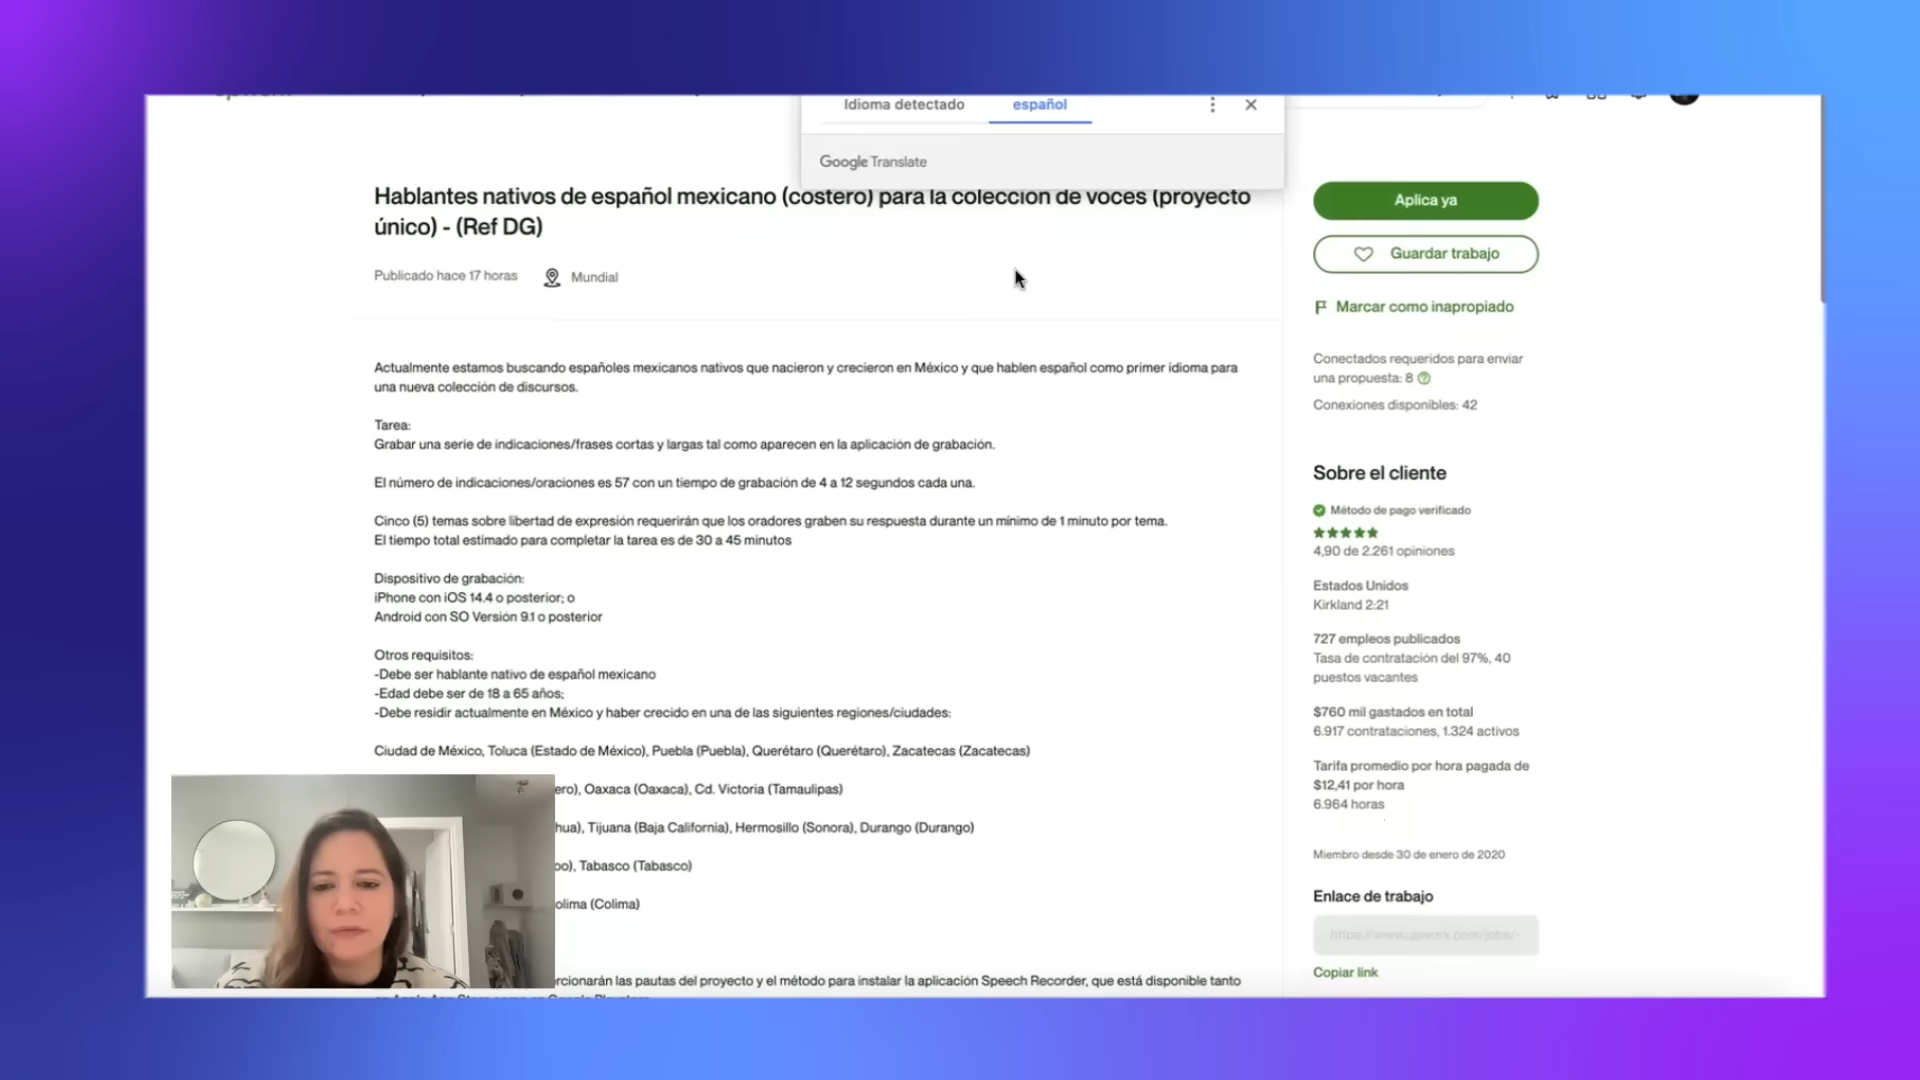 Idioma detectado español
Google Translate
Hablantes nativos de español mexicano (costero) para la colección de voces (proyecto
único) - (Ref DG)
Publicado hace 17 horas
Mundial
Actualmente estamos buscando españoles mexicanos nativos que nacieron y crecieron en México y que hablen español como primer idioma para
una nueva colección de discursos.
Tarea:
Grabar una serie de indicaciones/frases cortas y largas tal como aparecen en la aplicación de grabación.
El número de indicaciones/oraciones es 57 con un tiempo de grabación de 4 a 12 segundos cada una.
Cinco (5) temas sobre libertad de expresión requerirán que los oradores graben su respuesta durante un mínimo de 1 minuto por tema.
El tiempo total estimado para completar la tarea es de 30 a 45 minutos
Dispositivo de grabación:
iPhone con iOS 14.4 o posterior; o
Android con SO Versión 9.1 o posterior
Otros requisitos:
-Debe ser hablante nativo de español mexicano
-Edad debe ser de 18 a 65 años;
-Debe residir actualmente en México y haber crecido en una de las siguientes regiones/ciudades:
Ciudad de México, Toluca (Estado de México), Puebla (Puebla), Querétaro (Querétaro), Zacatecas (Zacatecas)
ero), Oaxaca (Oaxaca), Cd. Victoria (Tamaulipas)
hua), Tijuana (Baja California), Hermosillo (Sonora), Durango (Durango)
oo), Tabasco (Tabasco)
olima (Colima)
rcionarán las pautas del proyecto y el método para instalar la aplicación Speech Recorder, que está disponible tanto
Aplica ya
Guardar trabajo
Marcar como inapropiado
Conectados requeridos para enviar
una propuesta: 8
Conexiones disponibles: 42
Sobre el cliente
Método de pago verificado
4,90 de 2.261 opiniones
Estados Unidos
Kirkland 2:21
727 empleos publicados
Tasa de contratación del 97%, 40
puestos vacantes
$760 mil gastados en total
6.917 contrataciones, 1.324 activos
Tarifa promedio por hora pagada de
$12,41 por hora
6.964 horas
Miembro desde 30 de enero de 2020
Enlace de trabajo
https://www.upwork.com/jobs/~
Copiar link